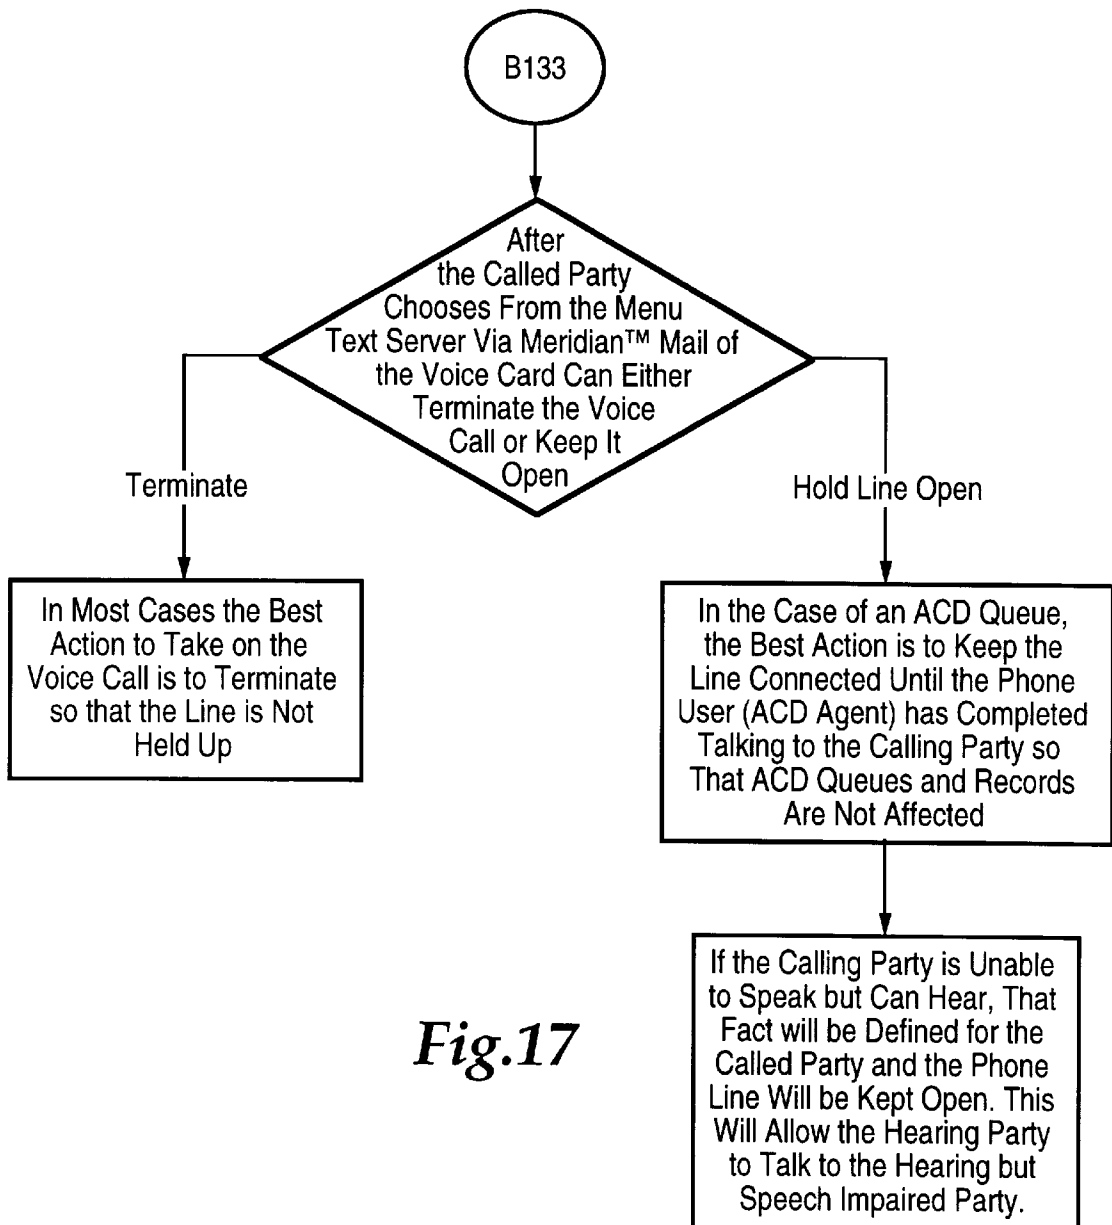 B133
After
the Called Party
Chooses From the Menu
Text Server Via Meridian™ Mail of
the Voice Card Can Either
Terminate the Voice
Call or Keep It
Open
Terminate
Hold Line Open
In Most Cases the Best
Action to Take on the
Voice Call is to Terminate
so that the Line is Not
Held Up
In the Case of an ACD Queue,
the Best Action is to Keep the
Line Connected Until the Phone
User (ACD Agent) has Completed
Talking to the Calling Party so
That ACD Queues and Records
Are Not Affected
If the Calling Party is Unable
to Speak but Can Hear, That
Fact will be Defined for the
Called Party and the Phone
Line Will be Kept Open. This
Will Allow the Hearing Party
to Talk to the Hearing but
Speech Impaired Party.
Fig.17